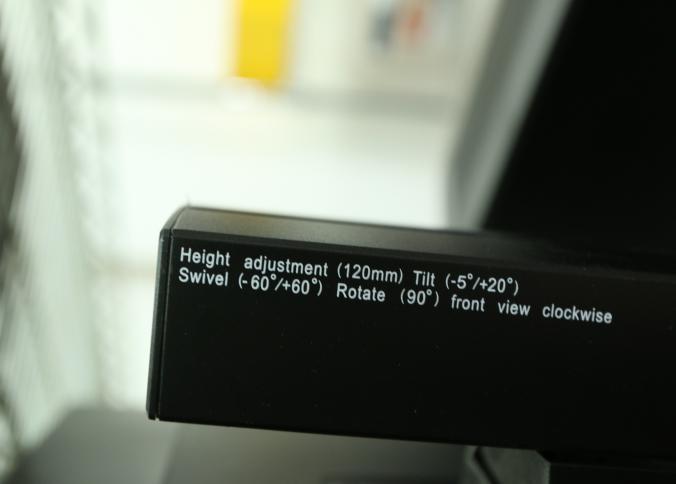 Height adjustment (120mm) Tilt (-5°/+20°)
Swivel (-60°/+60°) Rotate (90°) front view clockwise